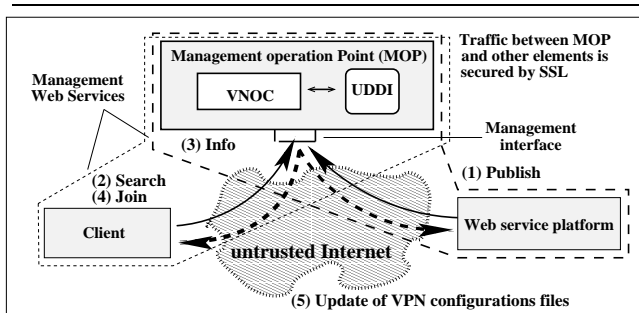 Management operation Point (MOP)
VNOC
UDDI
Traffic between MOP
and other elements is
secured by SSL
Management
Web Services
(3) Info
Management
interface
(2) Search
(4) Join
(1) Publish
Client
Web service platform
untrusted Internet
(5) Update of VPN configurations files